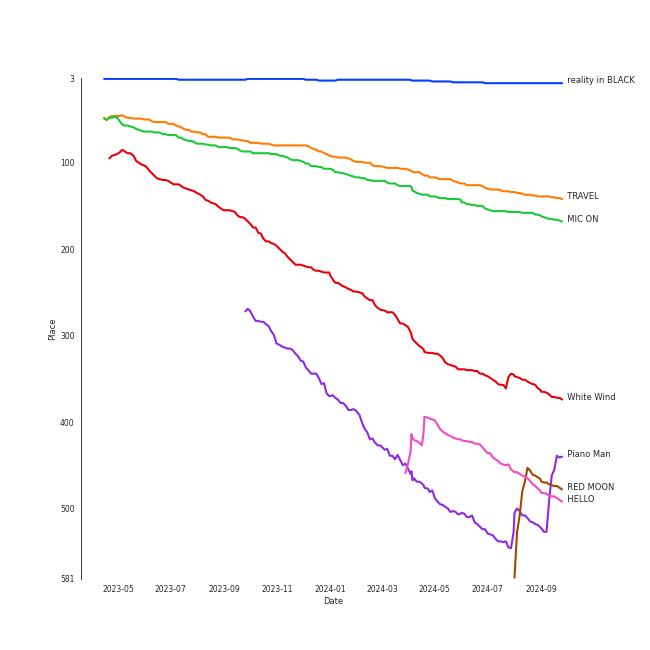 3
100
200
300
400
500
581
Place
2023-05
2023-07
2023-09
2023-11
2024-01
2024-03
2024-05
2024-07
2024-09
Date
reality in BLACK
TRAVEL
MIC ON
White Wind
Piano Man
RED MOON
HELLO